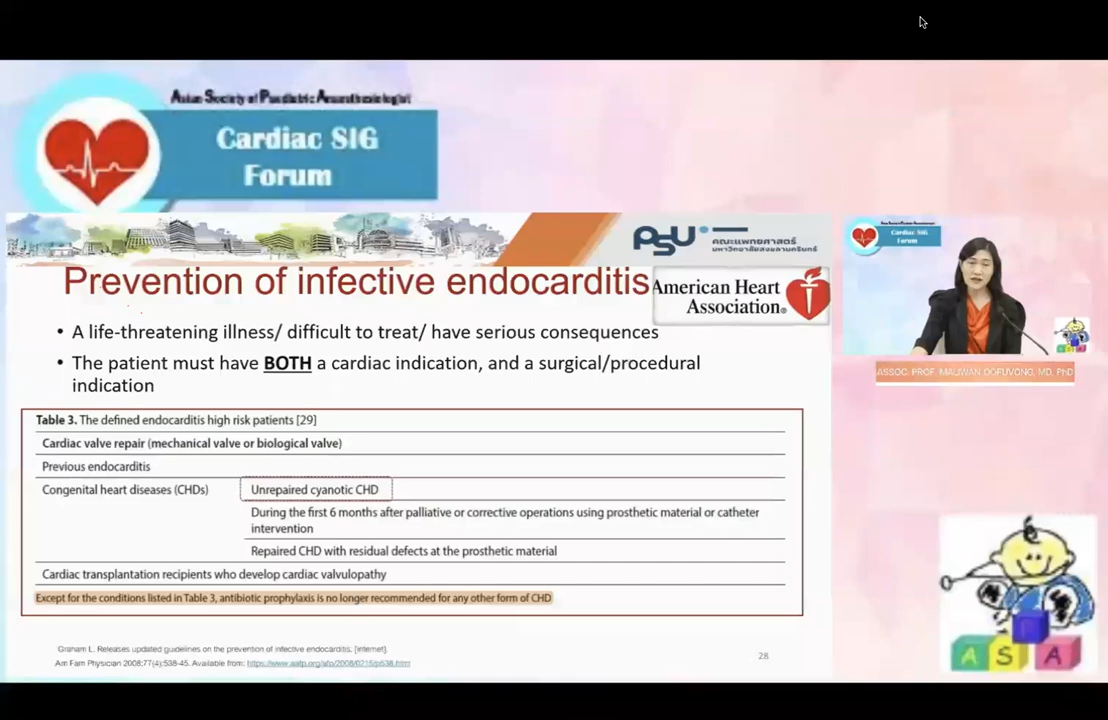 Asian Society of Paediatric Anaesthesiologist
Cardiac SIG
Forum
PSU
คณะแพทยศาสตร์
มหาวิทยาลัยสงขลานครินทร์
Prevention of infective endocarditis
American Heart
Association®
• A life-threatening illness/ difficult to treat/ have serious consequences
• The patient must have BOTH a cardiac indication, and a surgical/procedural
indication
Table 3. The defined endocarditis high risk patients [29]
Cardiac valve repair (mechanical valve or biological valve)
Previous endocarditis
Congenital heart diseases (CHDs) Unrepaired cyanotic CHD
During the first 6 months after palliative or corrective operations using prosthetic material or catheter
intervention
Repaired CHD with residual defects at the prosthetic material
Cardiac transplantation recipients who develop cardiac valvulopathy
Except for the conditions listed in Table 3, antibiotic prophylaxis is no longer recommended for any other form of CHD
Graham L. Releases updated guidelines on the prevention of infective endocarditis. [internet].
Am Fam Physician 2008;77(4):538-45. Available from: https://www.aafp.org/afp/2008/0215/p538.html
28
Cardiac SIG
Forum
ASSOC. PROF. MALIWAN OOFUVONG, MD, PhD
A S P A